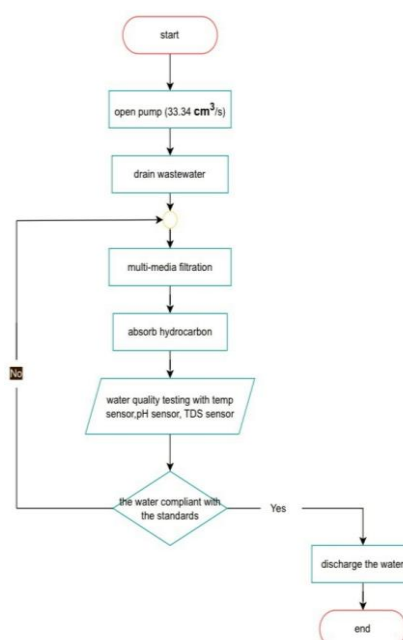 start
open pump (33.34 cm³/s)
drain wastewater
multi-media filtration
absorb hydrocarbon
water quality testing with temp
sensor,pH sensor, TDS sensor
No
the water compliant with
the standards
Yes
discharge the water
end